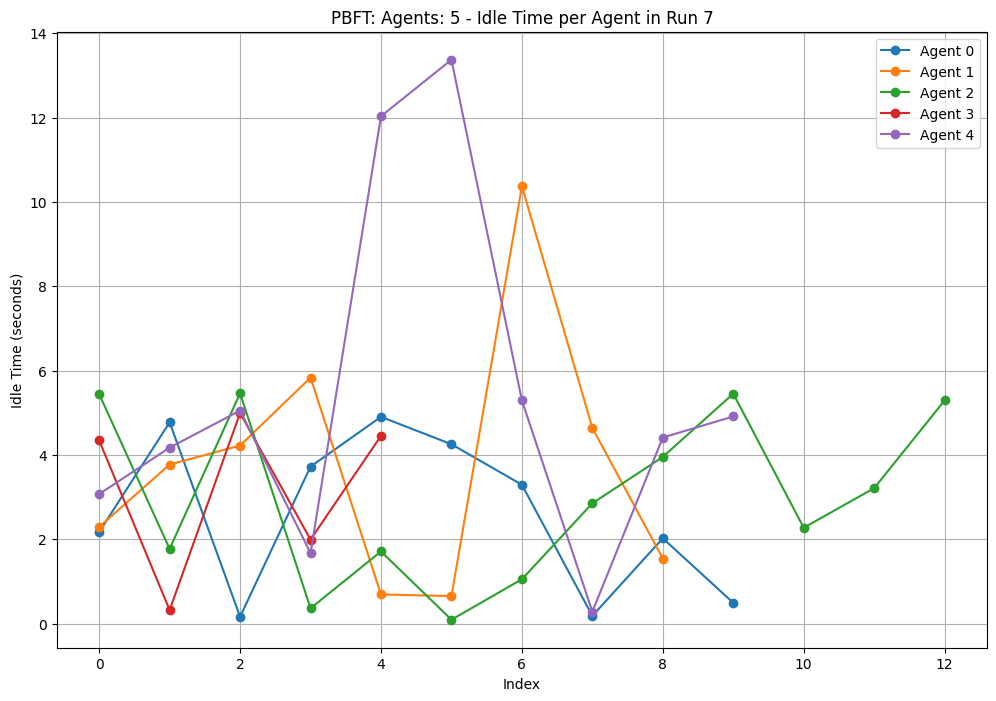 PBFT: Agents: 5 - Idle Time per Agent in Run 7
14
12
10
8
6
4
2
0
Idle Time (seconds)
0 2 4 6 8 10 12
Index
Agent 0
Agent 1
Agent 2
Agent 3
Agent 4